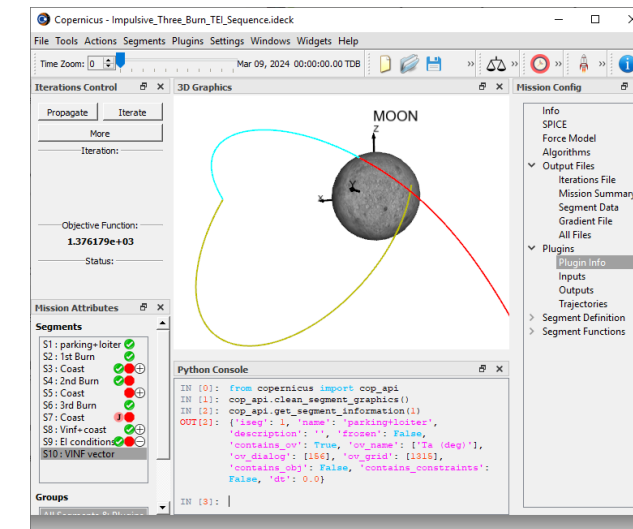 Copernicus - Impulsive_Three_Burn_TEI_Sequence.ideck
File Tools Actions Segments Plugins Settings Windows Widgets Help
Time Zoom: 0 Mar 09, 2024 00:00:00.00 TDB » » » »
Iterations Control
Propagate Iterate
More
Iteration:
Objective Function:
1.376179e+03
Status:
Mission Attributes
Segments
S1 : parking+loiter
S2 : 1st Burn
S3 : Coast
S4 : 2nd Burn
S5 : Coast
S6 : 3rd Burn
S7 : Coast J
S8 : Vinf+coast
S9 : EI conditions
S10 : VINF vector
Groups
All Segments & Plugins
3D Graphics
MOON
Z
Y
X
Python Console
IN [0]: from copernicus import cop_api
IN [1]: cop_api.clean_segment_graphics()
IN [2]: cop_api.get_segment_information(1)
OUT[2]: {'iseg': 1, 'name': 'parking+loiter',
'description': '', 'frozen': False,
'contains_ov': True, 'ov_name': ['Ta (deg)'],
'ov_dialog': [156], 'ov_grid': [1315],
'contains_obj': False, 'contains_constraints':
False, 'dt': 0.0}
IN [3]:
Mission Config
Info
SPICE
Force Model
Algorithms
Output Files
Iterations File
Mission Summary
Segment Data
Gradient File
All Files
Plugins
Plugin Info
Inputs
Outputs
Trajectories
Segment Definition
Segment Functions